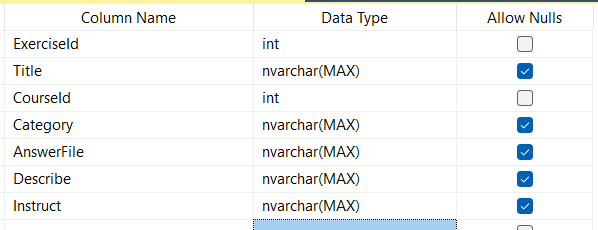 Column Name Data Type Allow Nulls
ExerciseId int
Title nvarchar(MAX)
CourseId int
Category nvarchar(MAX)
AnswerFile nvarchar(MAX)
Describe nvarchar(MAX)
Instruct nvarchar(MAX)